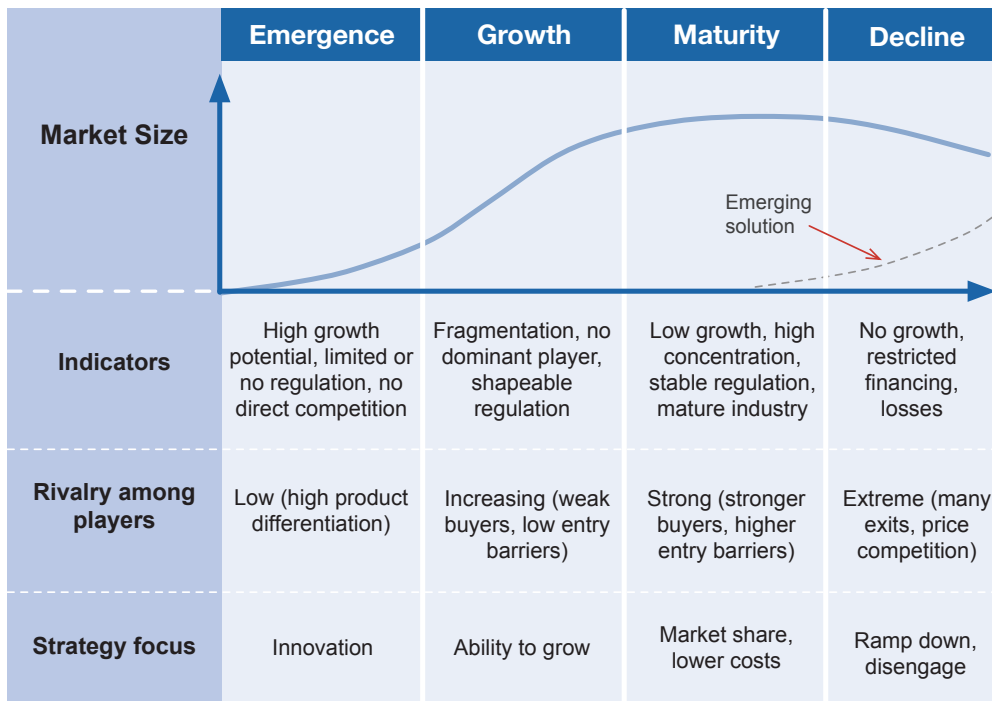 Emergence
Growth
Maturity
Decline
Market Size
Emerging
solution
Indicators
High growth
potential, limited or
no regulation, no
direct competition
Fragmentation, no
dominant player,
shapeable
regulation
Low growth, high
concentration,
stable regulation,
mature industry
No growth,
restricted
financing,
losses
Rivalry among
players
Low (high product
differentiation)
Increasing (weak
buyers, low entry
barriers)
Strong (stronger
buyers, higher
entry barriers)
Extreme (many
exits, price
competition)
Strategy focus
Innovation
Ability to grow
Market share,
lower costs
Ramp down,
disengage